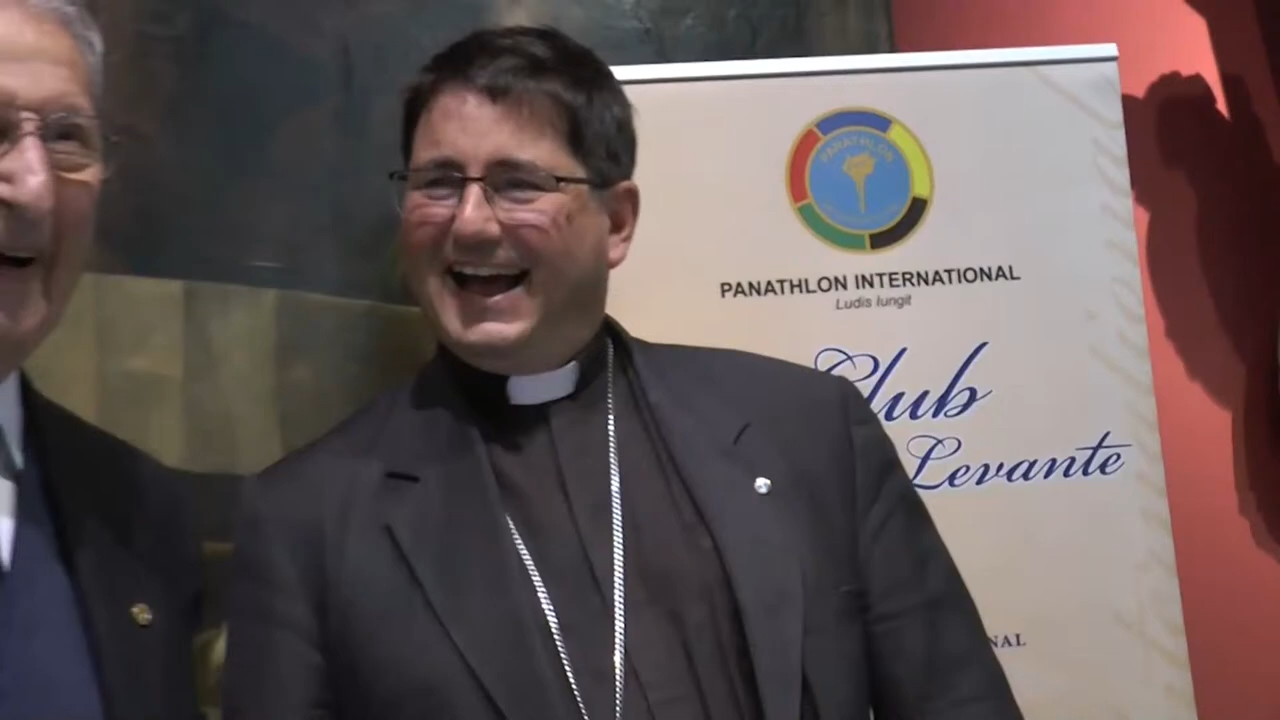 PANATHLON
PANATHLON INTERNATIONAL
Ludis Iungit
Club
Levante
NAL